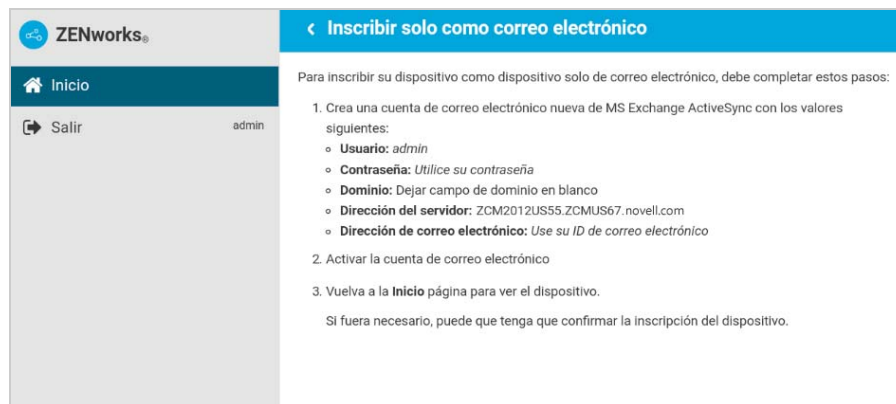 ZENworks®
Inicio
Salir admin
‹ Inscribir solo como correo electrónico
Para inscribir su dispositivo como dispositivo solo de correo electrónico, debe completar estos pasos:
1. Crea una cuenta de correo electrónico nueva de MS Exchange ActiveSync con los valores
siguientes:
◦ Usuario: admin
◦ Contraseña: Utilice su contraseña
◦ Dominio: Dejar campo de dominio en blanco
◦ Dirección del servidor: ZCM2012US55.ZCMUS67.novell.com
◦ Dirección de correo electrónico: Use su ID de correo electrónico
2. Activar la cuenta de correo electrónico
3. Vuelva a la Inicio página para ver el dispositivo.
Si fuera necesario, puede que tenga que confirmar la inscripción del dispositivo.